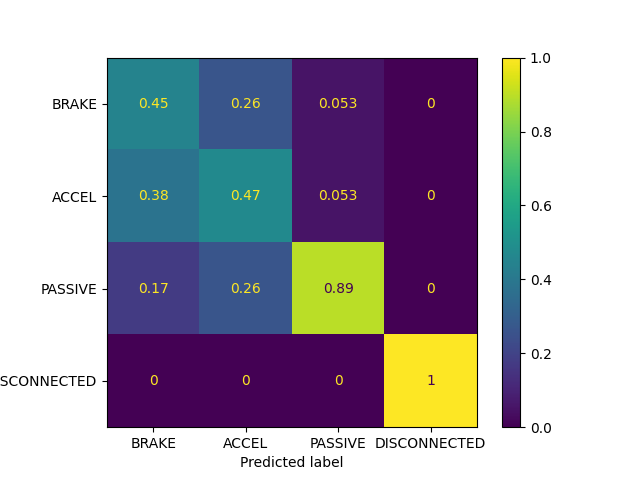 1.0
BRAKE 0.45 0.26 0.053 0
0.8
ACCEL 0.38 0.47 0.053 0
0.6
0.4
PASSIVE 0.17 0.26 0.89 0
0.2
SCONNECTED 0 0 0 1
0.0
BRAKE ACCEL PASSIVE DISCONNECTED
Predicted label